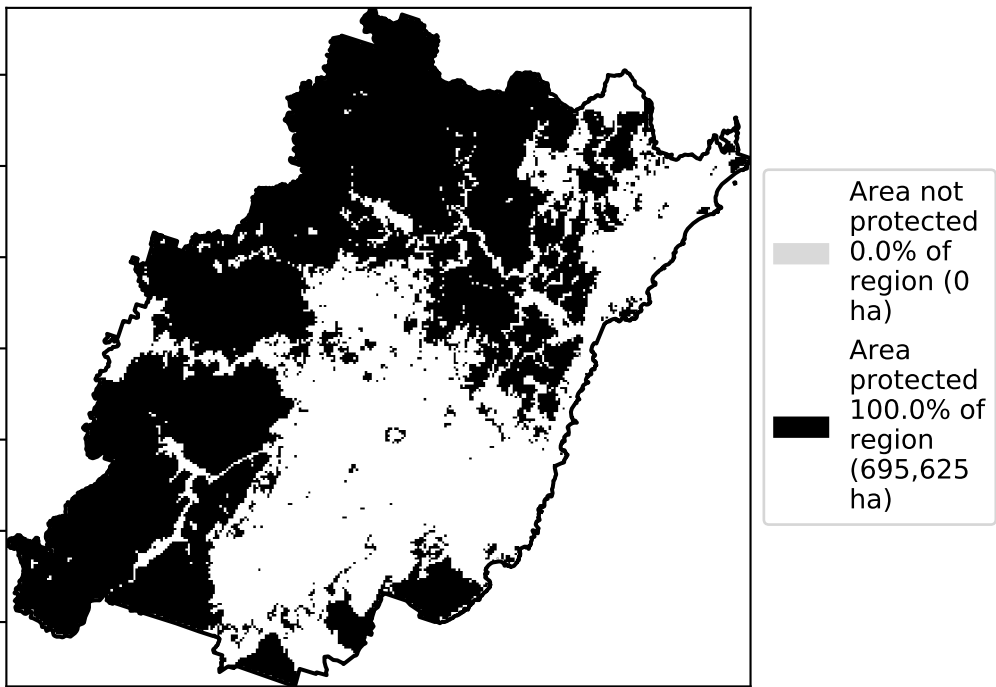 Area not
protected
0.0% of
region (0
ha)
Area
protected
100.0% of
region
(695,625
ha)